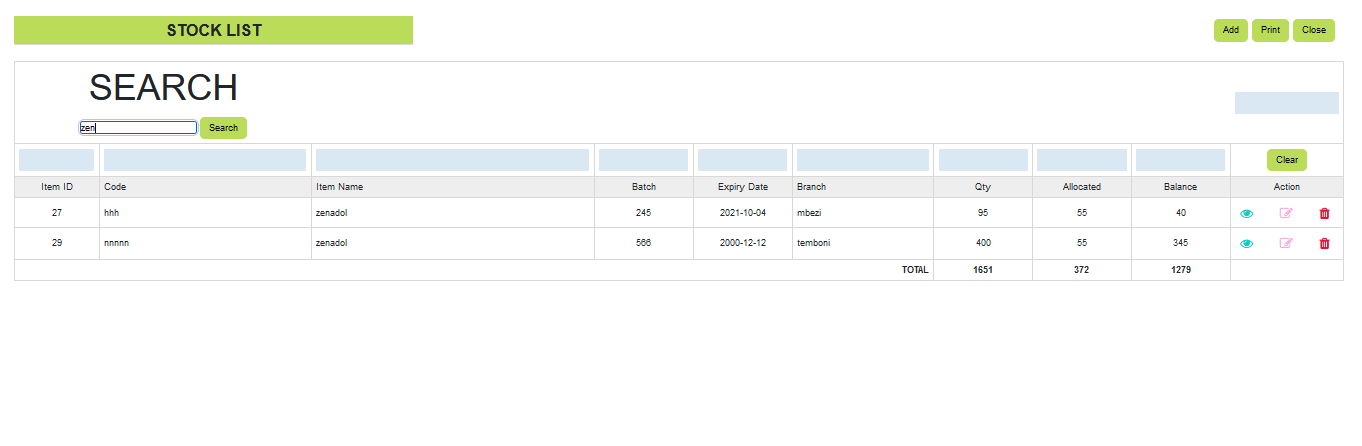 STOCK LIST
Add Print Close
SEARCH
zen Search
Clear
Item ID Code Item Name Batch Expiry Date Branch Qty Allocated Balance Action
27 hhh zenadol 245 2021-10-04 mbezi 95 55 40
29 nnnnn zenadol 566 2000-12-12 temboni 400 55 345
TOTAL 1651 372 1279